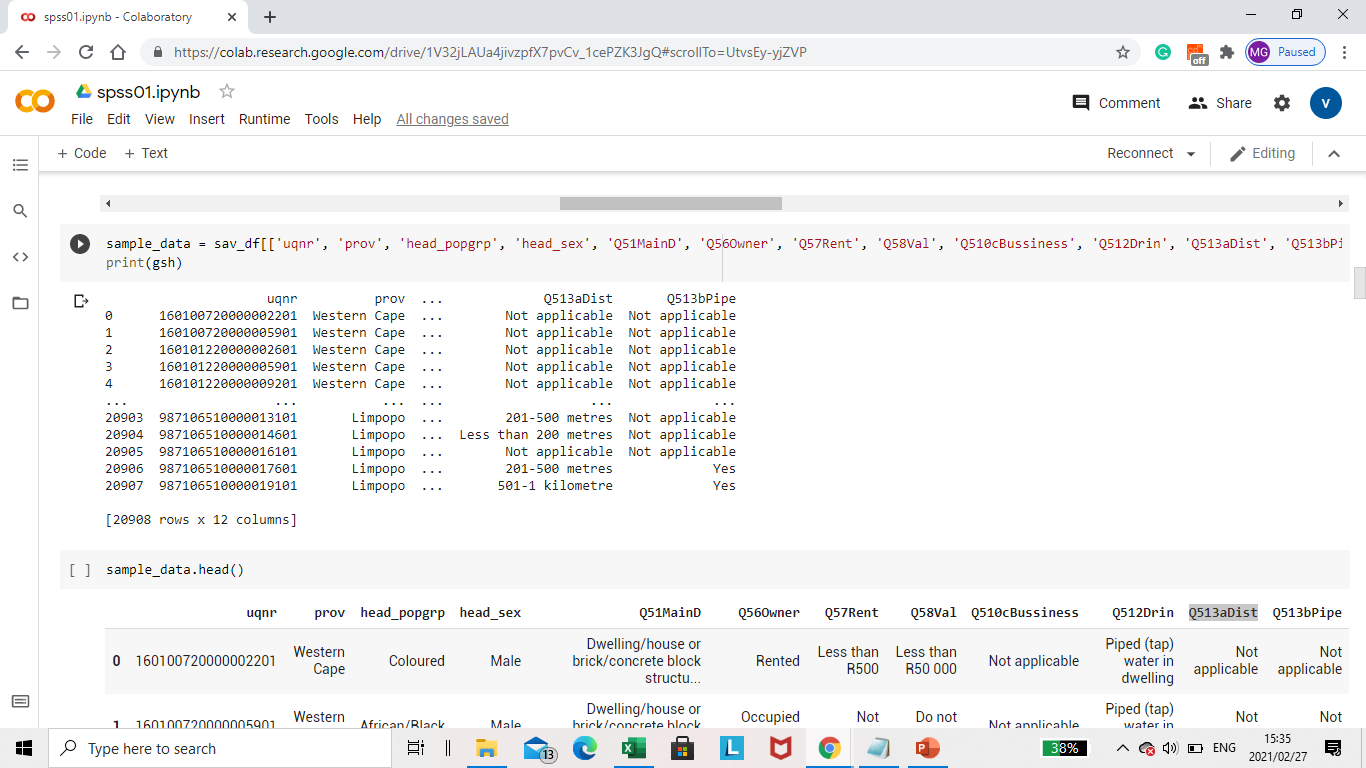 spss01.ipynb - Colaboratory
https://colab.research.google.com/drive/1V32jLAUa4jivzpfX7pvCv_1cePZK3JgQ#scrollTo=UtvsEy-yjZVP
off
MG Paused
spss01.ipynb
Comment Share V
File Edit View Insert Runtime Tools Help All changes saved
+ Code + Text Reconnect Editing
sample_data = sav_df[['uqnr', 'prov', 'head_popgrp', 'head_sex', 'Q51MainD', 'Q56Owner', 'Q57Rent', 'Q58Val', 'Q510cBussiness', 'Q512Drin', 'Q513aDist', 'Q513bPi
print(gsh)
uqnr prov ... Q513aDist Q513bPipe
0 160100720000002201 Western Cape ... Not applicable Not applicable
1 160100720000005901 Western Cape ... Not applicable Not applicable
2 160101220000002601 Western Cape ... Not applicable Not applicable
3 160101220000005901 Western Cape ... Not applicable Not applicable
4 160101220000009201 Western Cape ... Not applicable Not applicable
... ... ... ... ... ...
20903 987106510000013101 Limpopo ... 201-500 metres Not applicable
20904 987106510000014601 Limpopo ... Less than 200 metres Not applicable
20905 987106510000016101 Limpopo ... Not applicable Not applicable
20906 987106510000017601 Limpopo ... 201-500 metres Yes
20907 987106510000019101 Limpopo ... 501-1 kilometre Yes
[20908 rows x 12 columns]
[ ] sample_data.head()
uqnr prov head_popgrp head_sex Q51MainD Q56Owner Q57Rent Q58Val Q510cBussiness Q512Drin Q513aDist Q513bPipe
0 160100720000002201 Western Cape Coloured Male Dwelling/house or brick/concrete block structu... Rented Less than R500 Less than R50 000 Not applicable Piped (tap) water in dwelling Not applicable Not applicable
1 160100720000005901 Western African/Black Male Dwelling/house or brick/concrete block Occupied Not Do not Not applicable Piped (tap) water in Not Not
Type here to search
13
38%
ENG
15:35
2021/02/27